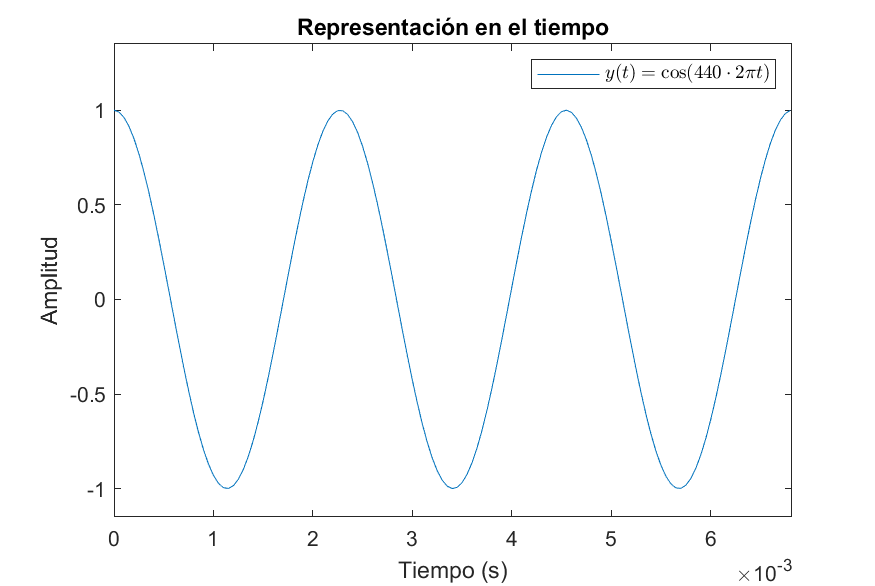 Representación en el tiempo
y(t) = cos(440 · 2πt)
Amplitud
1
0.5
0
-0.5
-1
0 1 2 3 4 5 6
Tiempo (s)
×10⁻³